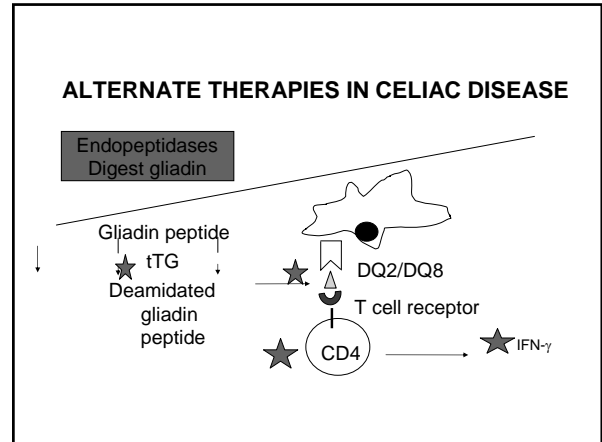 ALTERNATE THERAPIES IN CELIAC DISEASE
Endopeptidases
Digest gliadin
Gliadin peptide
tTG
Deamidated
gliadin
peptide
DQ2/DQ8
T cell receptor
CD4
IFN-γ